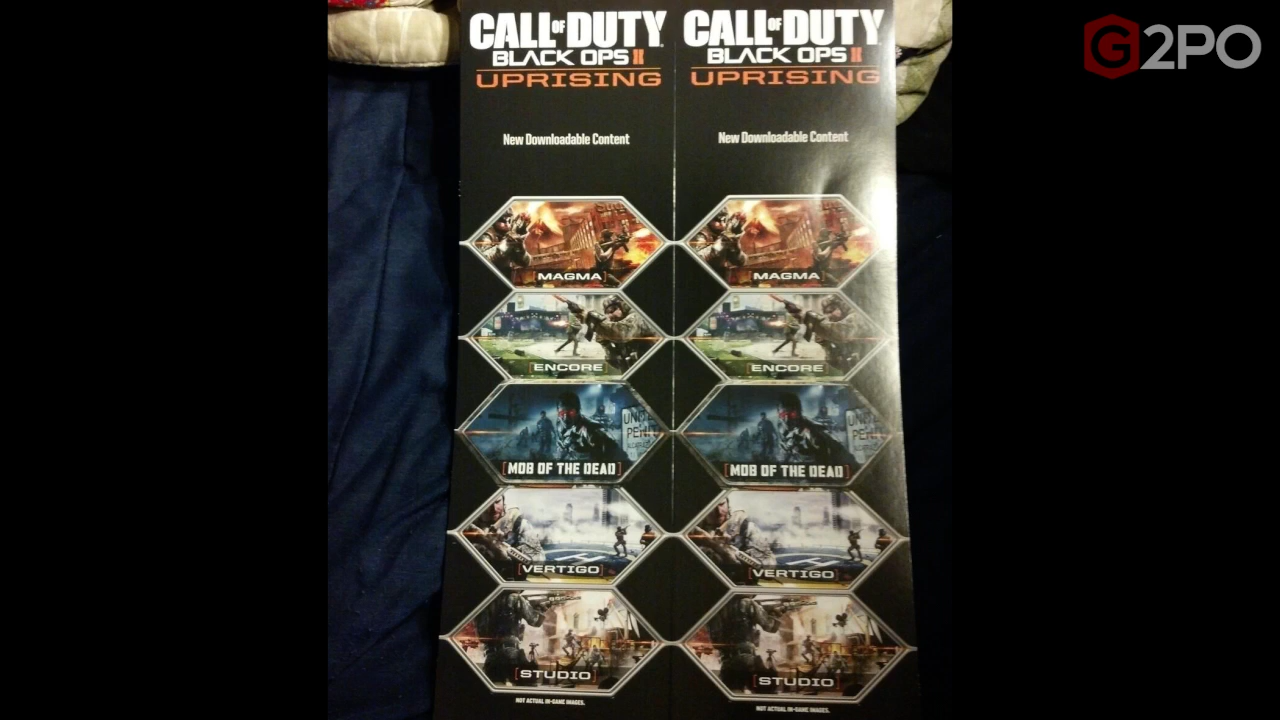 G2PO
CALL OF DUTY
BLACK OPS II
UPRISING
New Downloadable Content
[MAGMA]
[ENCORE]
[MOB OF THE DEAD]
[VERTIGO]
[STUDIO]
NOT ACTUAL IN-GAME IMAGES.
CALL OF DUTY
BLACK OPS II
UPRISING
New Downloadable Content
[MAGMA]
[ENCORE]
[MOB OF THE DEAD]
[VERTIGO]
[STUDIO]
NOT ACTUAL IN-GAME IMAGES.